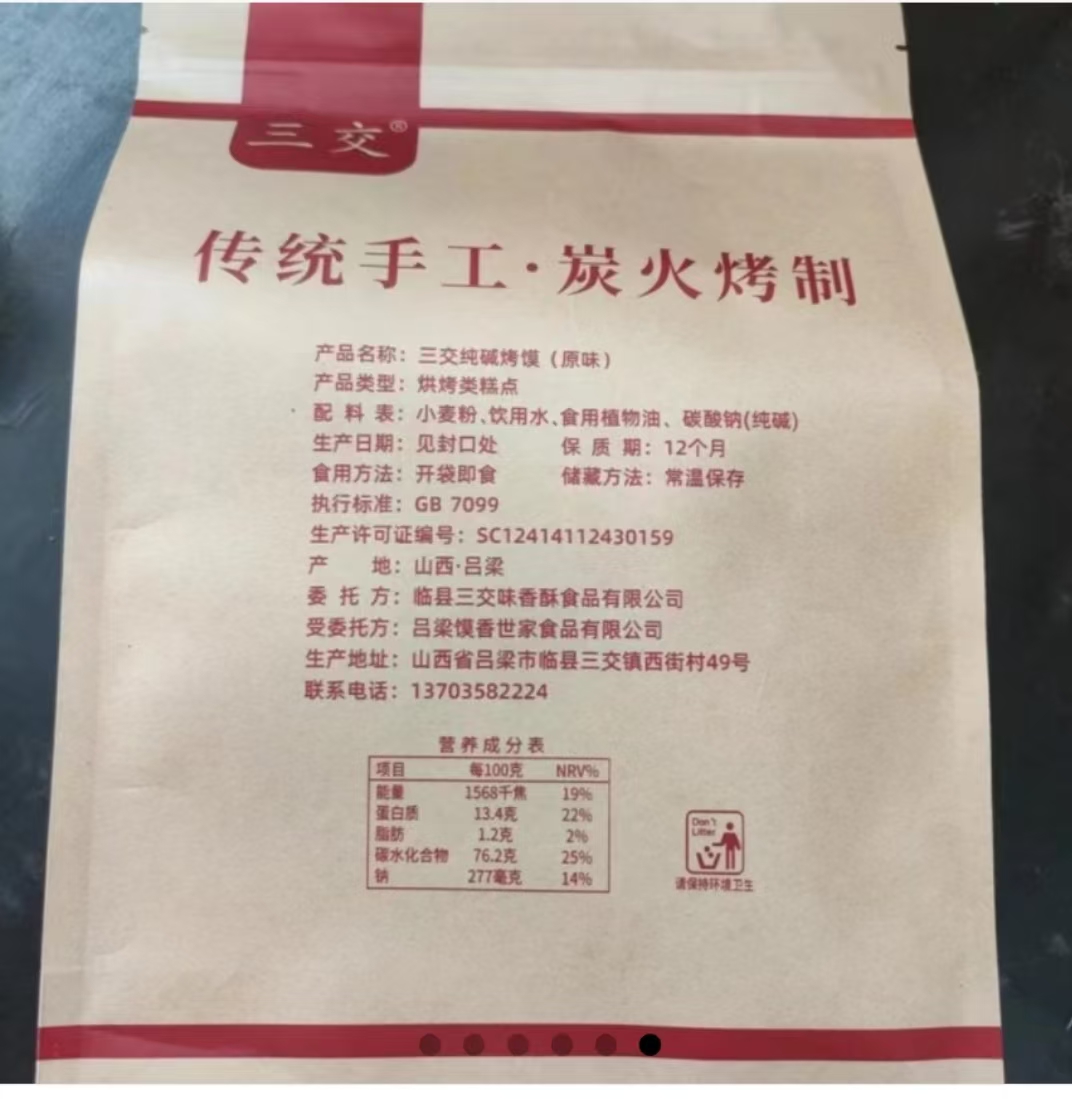 三交®
传统手工·炭火烤制
产品名称：三交纯碱烤馍（原味）
产品类型：烘烤类糕点
配料表：小麦粉、饮用水、食用植物油、碳酸钠(纯碱)
生产日期：见封口处 保质期：12个月
食用方法：开袋即食 储藏方法：常温保存
执行标准：GB 7099
生产许可证编号：SC12414112430159
产地：山西·吕梁
委托方：临县三交味香酥食品有限公司
受委托方：吕梁馍香世家食品有限公司
生产地址：山西省吕梁市临县三交镇西街村49号
联系电话：13703582224
营养成分表
项目 每100克 NRV%
能量 1568千焦 19%
蛋白质 13.4克 22%
脂肪 1.2克 2%
碳水化合物 76.2克 25%
钠 277毫克 14%
Don't
Litter
请保持环境卫生